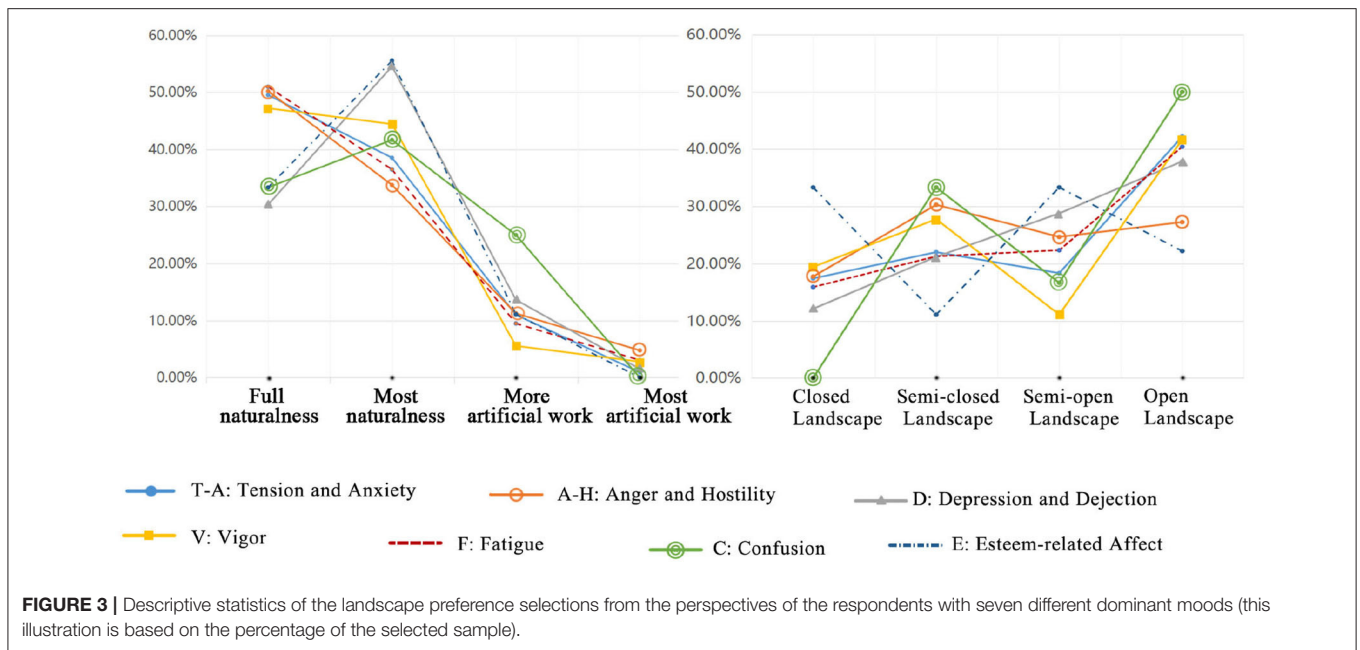 60.00%
50.00%
40.00%
30.00%
20.00%
10.00%
0.00%
Full
naturalness
Most
naturalness
More
artificial work
Most
artificial work
60.00%
50.00%
40.00%
30.00%
20.00%
10.00%
0.00%
Closed
Landscape
Semi-closed
Landscape
Semi-open
Landscape
Open
Landscape
T-A: Tension and Anxiety
A-H: Anger and Hostility
D: Depression and Dejection
V: Vigor
F: Fatigue
C: Confusion
E: Esteem-related Affect
FIGURE 3 | Descriptive statistics of the landscape preference selections from the perspectives of the respondents with seven different dominant moods (this
illustration is based on the percentage of the selected sample).